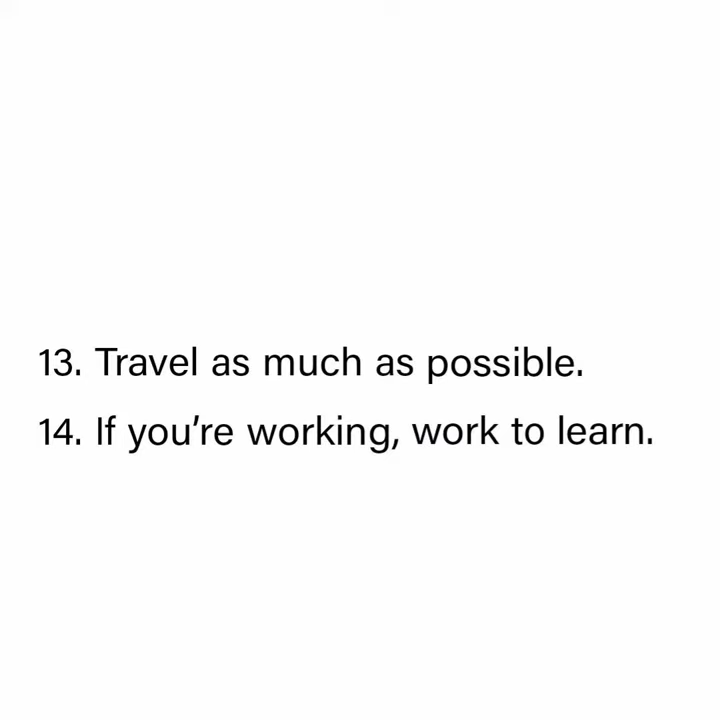 13. Travel as much as possible.
14. If you’re working, work to learn.